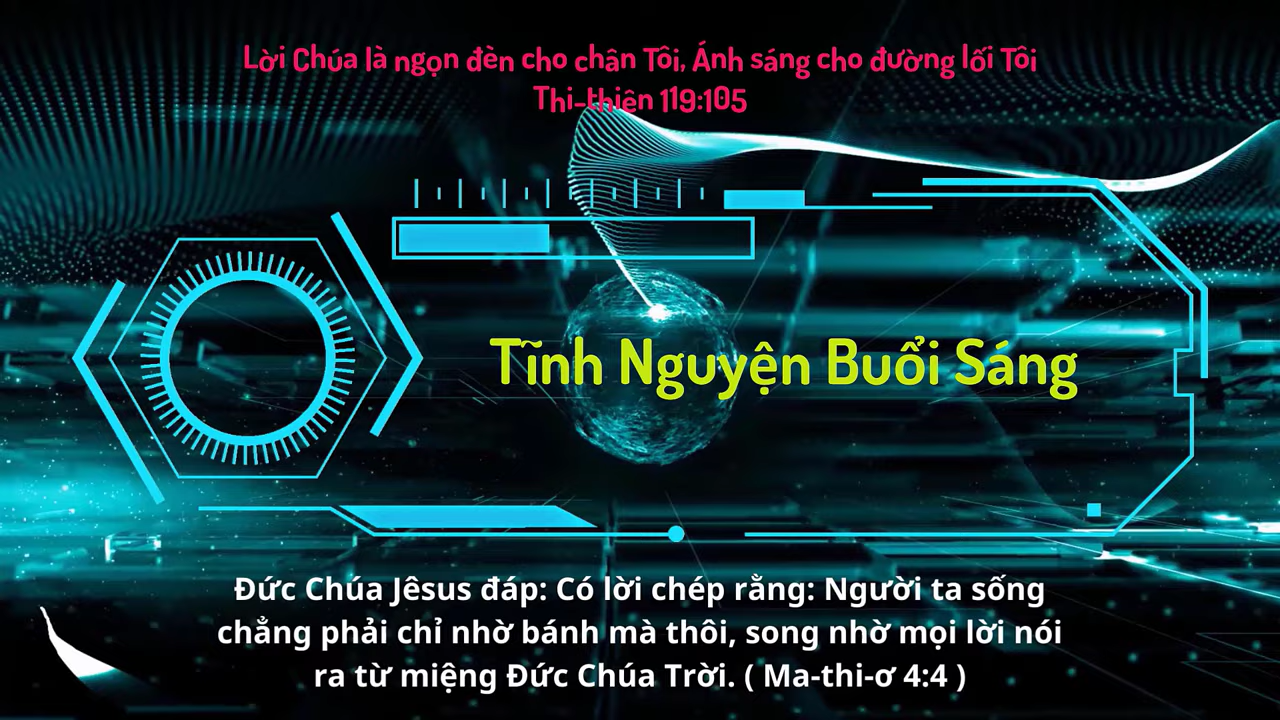 Lời Chúa là ngọn đèn cho chân Tôi, Ánh sáng cho đường lối Tôi
Thi-thiên 119:105
Tĩnh Nguyện Buổi Sáng
Đức Chúa Jêsus đáp: Có lời chép rằng: Người ta sống
chẳng phải chỉ nhờ bánh mà thôi, song nhờ mọi lời nói
ra từ miệng Đức Chúa Trời. ( Ma-thi-ơ 4:4 )